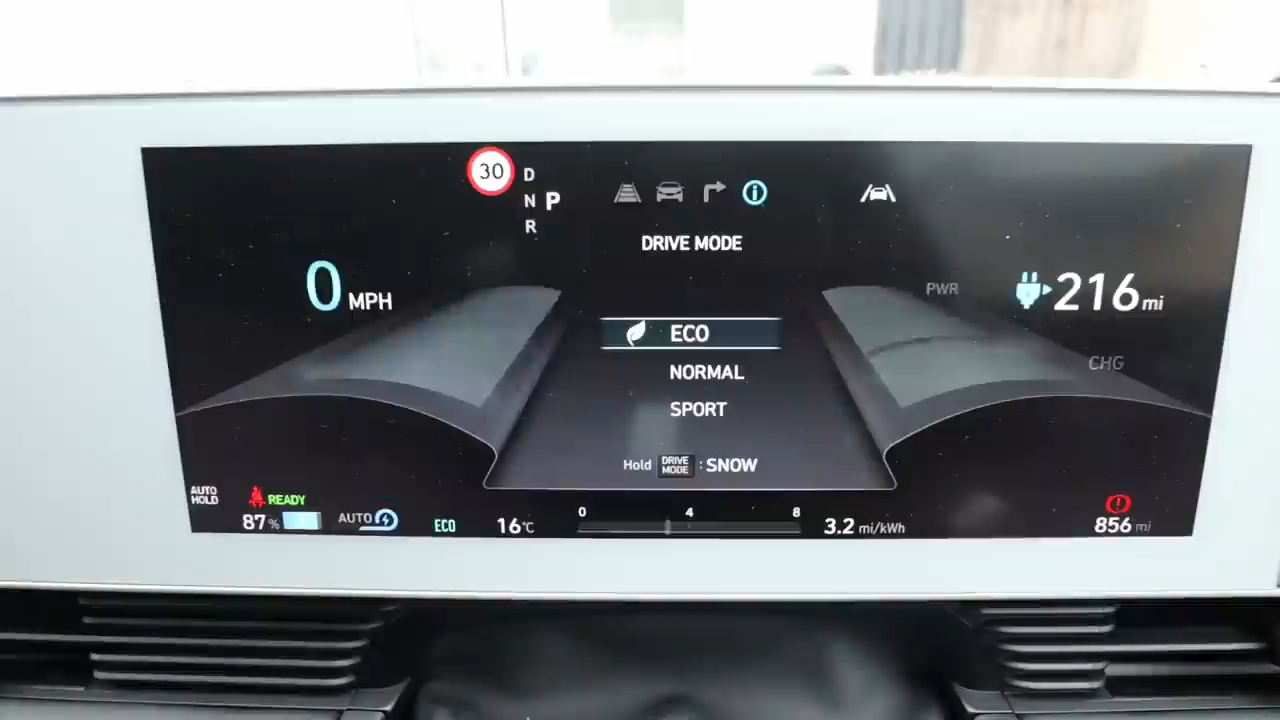 30
D
N P
R
DRIVE MODE
0 MPH
PWR
216 mi
ECO
CHG
NORMAL
SPORT
Hold DRIVE MODE : SNOW
AUTO HOLD
READY
87 %
AUTO
ECO
16°C
0 4 8
3.2 mi/kWh
856 mi